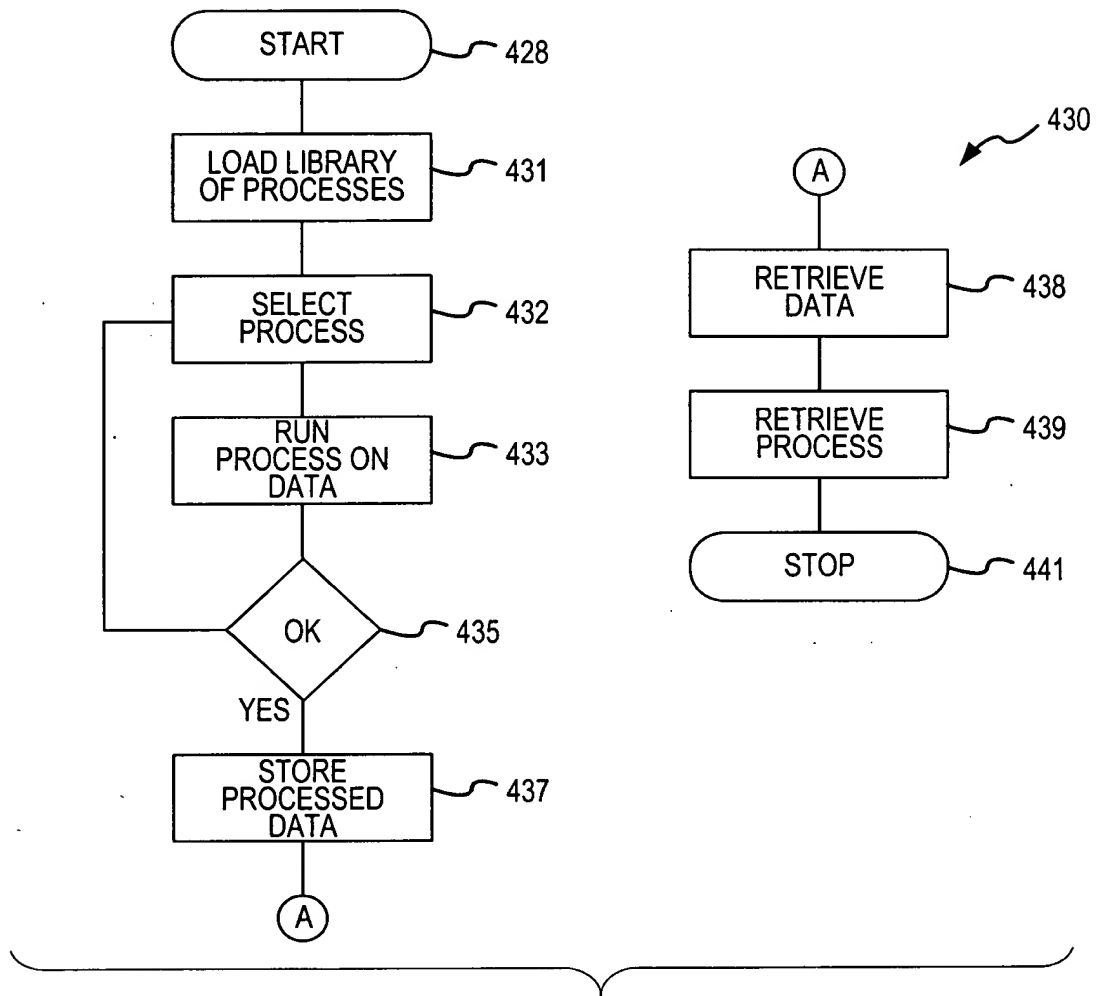 START
428
LOAD LIBRARY
OF PROCESSES
431
SELECT
PROCESS
432
RUN
PROCESS ON
DATA
433
OK
435
YES
STORE
PROCESSED
DATA
437
A
430
A
RETRIEVE
DATA
438
RETRIEVE
PROCESS
439
STOP
441